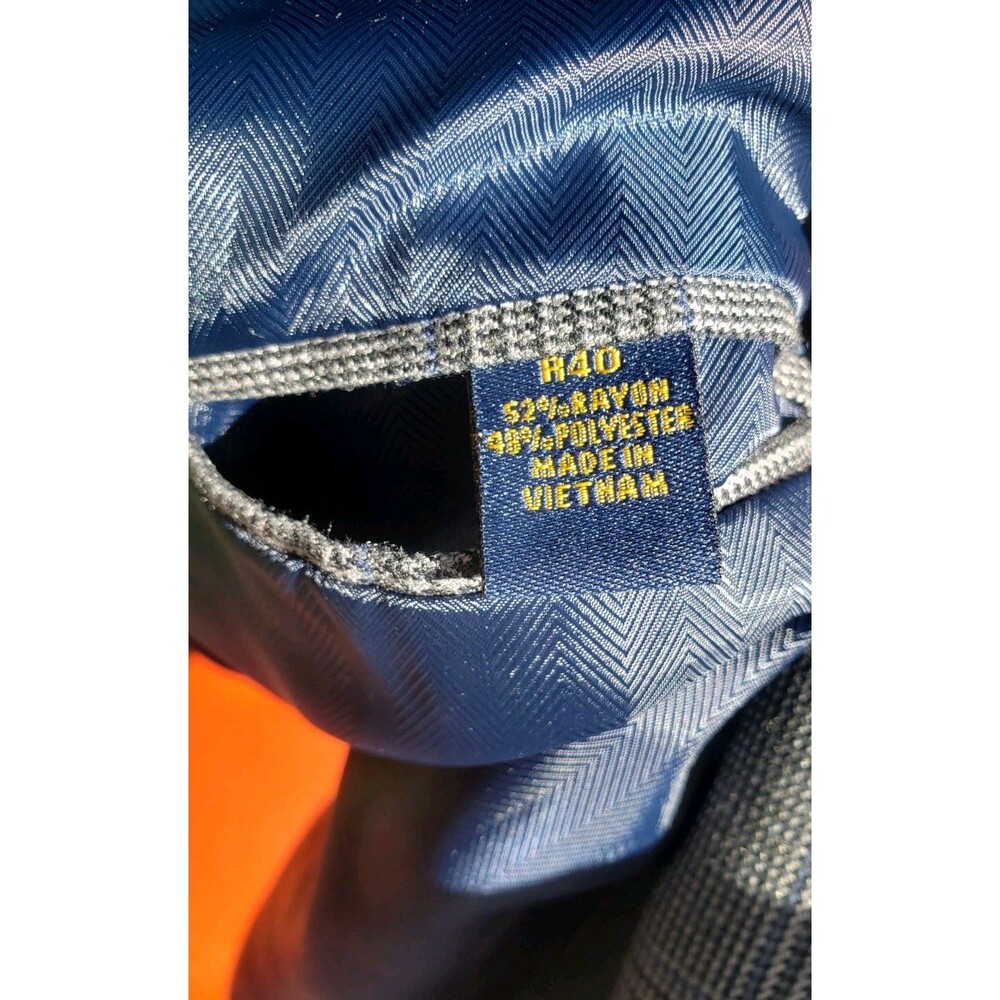 R40
52%RAYON
48%POLYESTER
MADE IN
VIETNAM